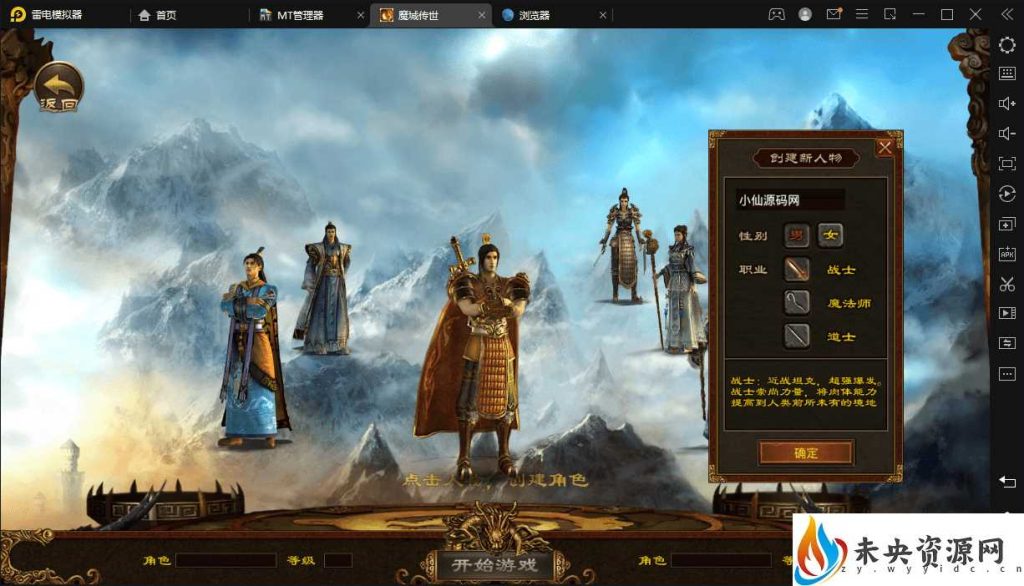 雷电模拟器 首页 MT管理器 魔域传世 浏览器
返回
创建新人物
小仙源码网
性别 男 女
职业 战士
魔法师
道士
战士：近战坦克，超强爆发。
战士崇尚力量，将肉体能力
提高到人类前所未有的境地
确定
点击人物 创建角色
角色 等级 开始游戏 角色
APK
未央资源网
zy.wyyidc.cn